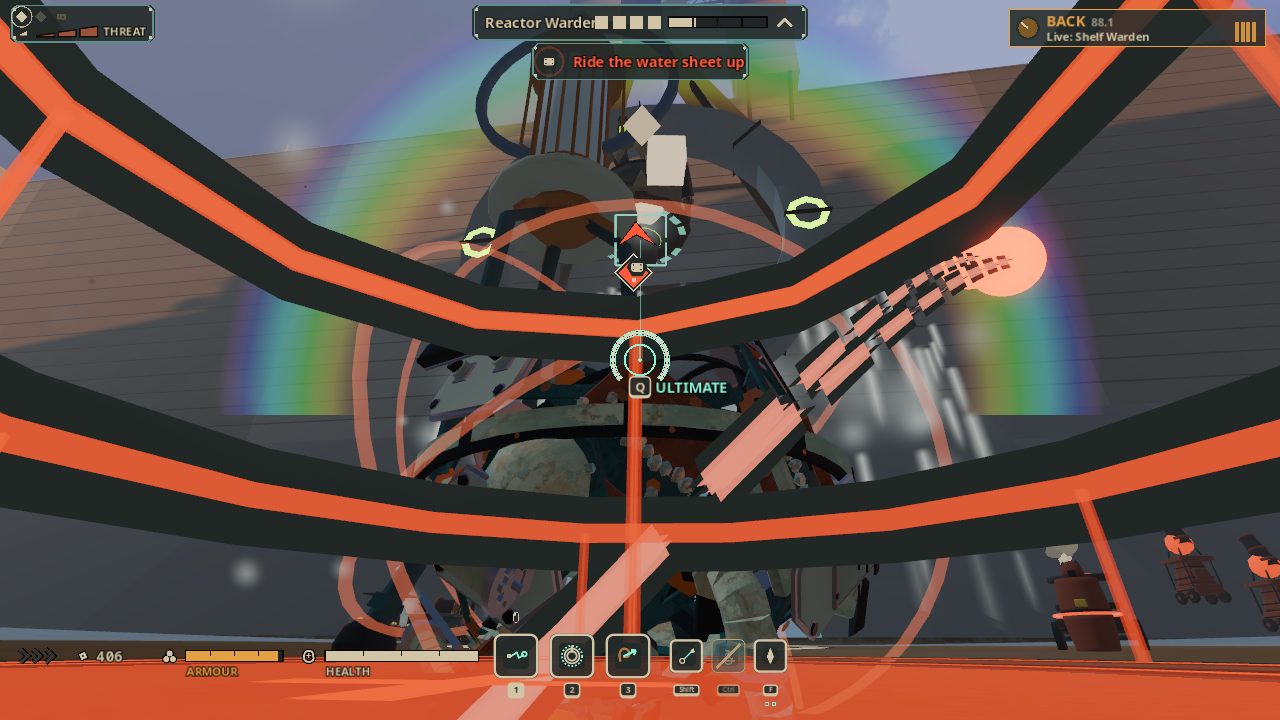 THREAT
Reactor Warden
Ride the water sheet up
BACK 88.1
Live: Shelf Warden
Q ULTIMATE
406
ARMOUR
HEALTH
1 2 3 Shift Ctrl F